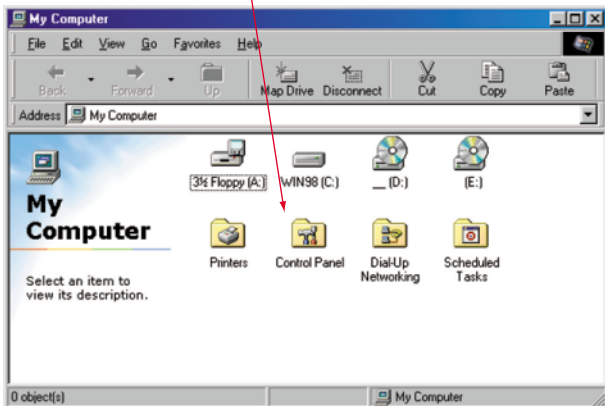 My Computer
File Edit View Go Favorites Help
Back Forward Up Map Drive Disconnect Cut Copy Paste
Address My Computer
3½ Floppy (A:) WIN98 (C:) __ (D:) (E:)
My
Computer
Printers Control Panel Dial-Up
Networking Scheduled
Tasks
Select an item to
view its description.
0 object(s) My Computer